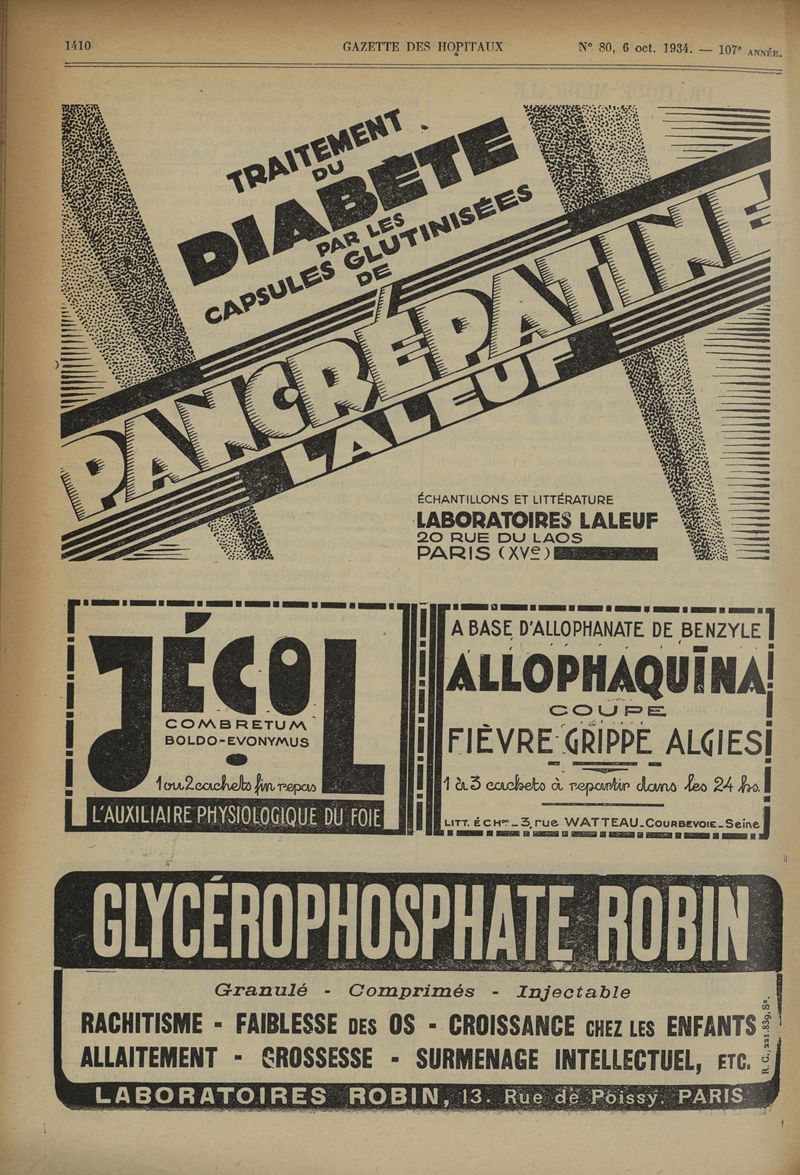 1410
GAZETTE DES HOPITAUX
N° 80, 6 oct. 1934. — 107e ANNÉE.
TRAITEMENT
DU
DIABÈTE
PAR LES
CAPSULES GLUTINISÉES
DE
PANCRÉPATINE
LALEUF
ÉCHANTILLONS ET LITTÉRATURE
LABORATOIRES LALEUF
20 RUE DU LAOS
PARIS (XVe)
JÉCOL
COMBRETUM
BOLDO-EVONYMUS
1 ou 2 cachets fin repas
L'AUXILIAIRE PHYSIOLOGIQUE DU FOIE
A BASE D'ALLOPHANATE DE BENZYLE
ALLOPHAQUĪNA
COUPE
FIÈVRE GRIPPE ALGIES
1 à 3 cachets à repartir dans les 24 hs.
LITT. ÉCHon - 3, rue WATTEAU - COURBEVOIE - Seine
GLYCÉROPHOSPHATE ROBIN
Granulé - Comprimés - Injectable
RACHITISME - FAIBLESSE DES OS - CROISSANCE CHEZ LES ENFANTS
ALLAITEMENT - GROSSESSE - SURMENAGE INTELLECTUEL, ETC.
R. C., 221.839, Se.
LABORATOIRES ROBIN, 13. Rue de Poissy. PARIS